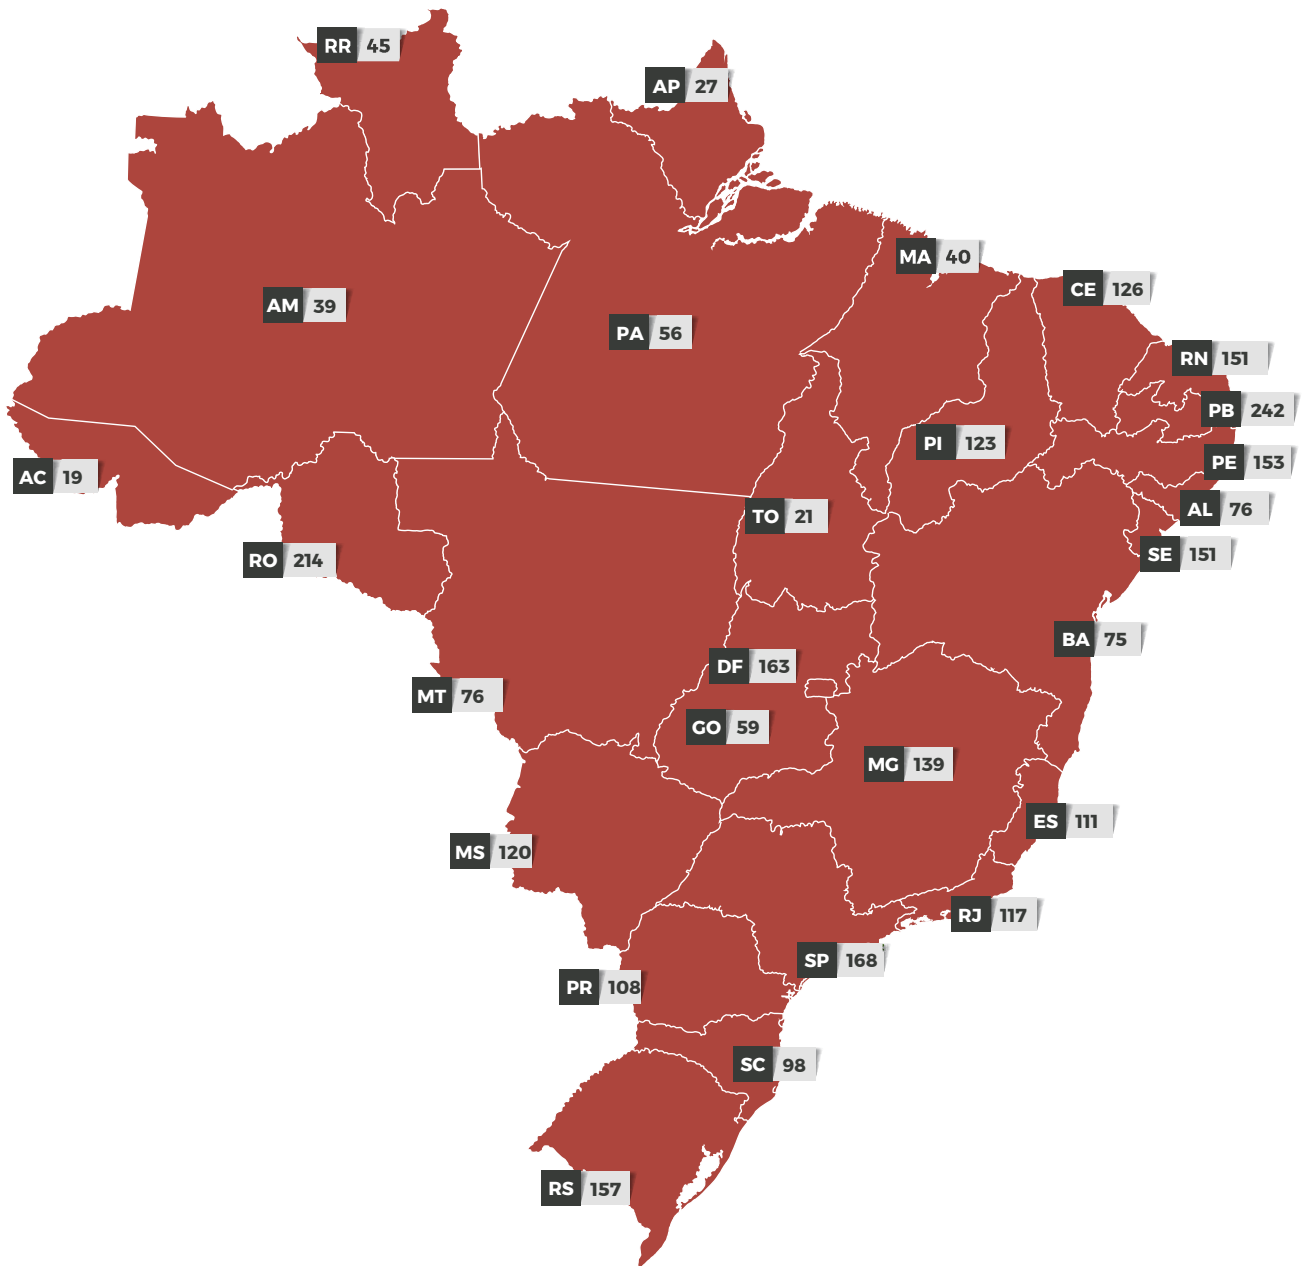 RR 45
AP 27
MA 40
CE 126
AM 39
PA 56
RN 151
PB 242
PI 123
PE 153
AC 19
AL 76
TO 21
SE 151
RO 214
BA 75
DF 163
MT 76
GO 59
MG 139
ES 111
MS 120
RJ 117
SP 168
PR 108
SC 98
RS 157